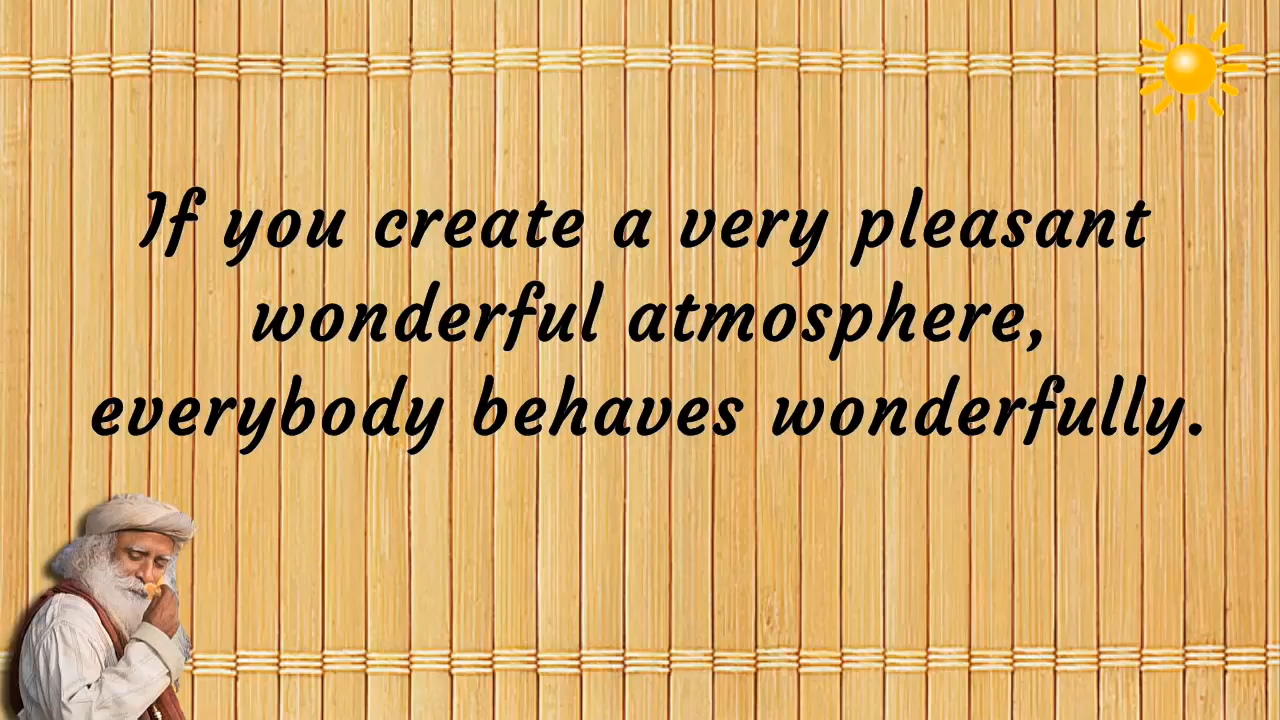 If you create a very pleasant
wonderful atmosphere,
everybody behaves wonderfully.